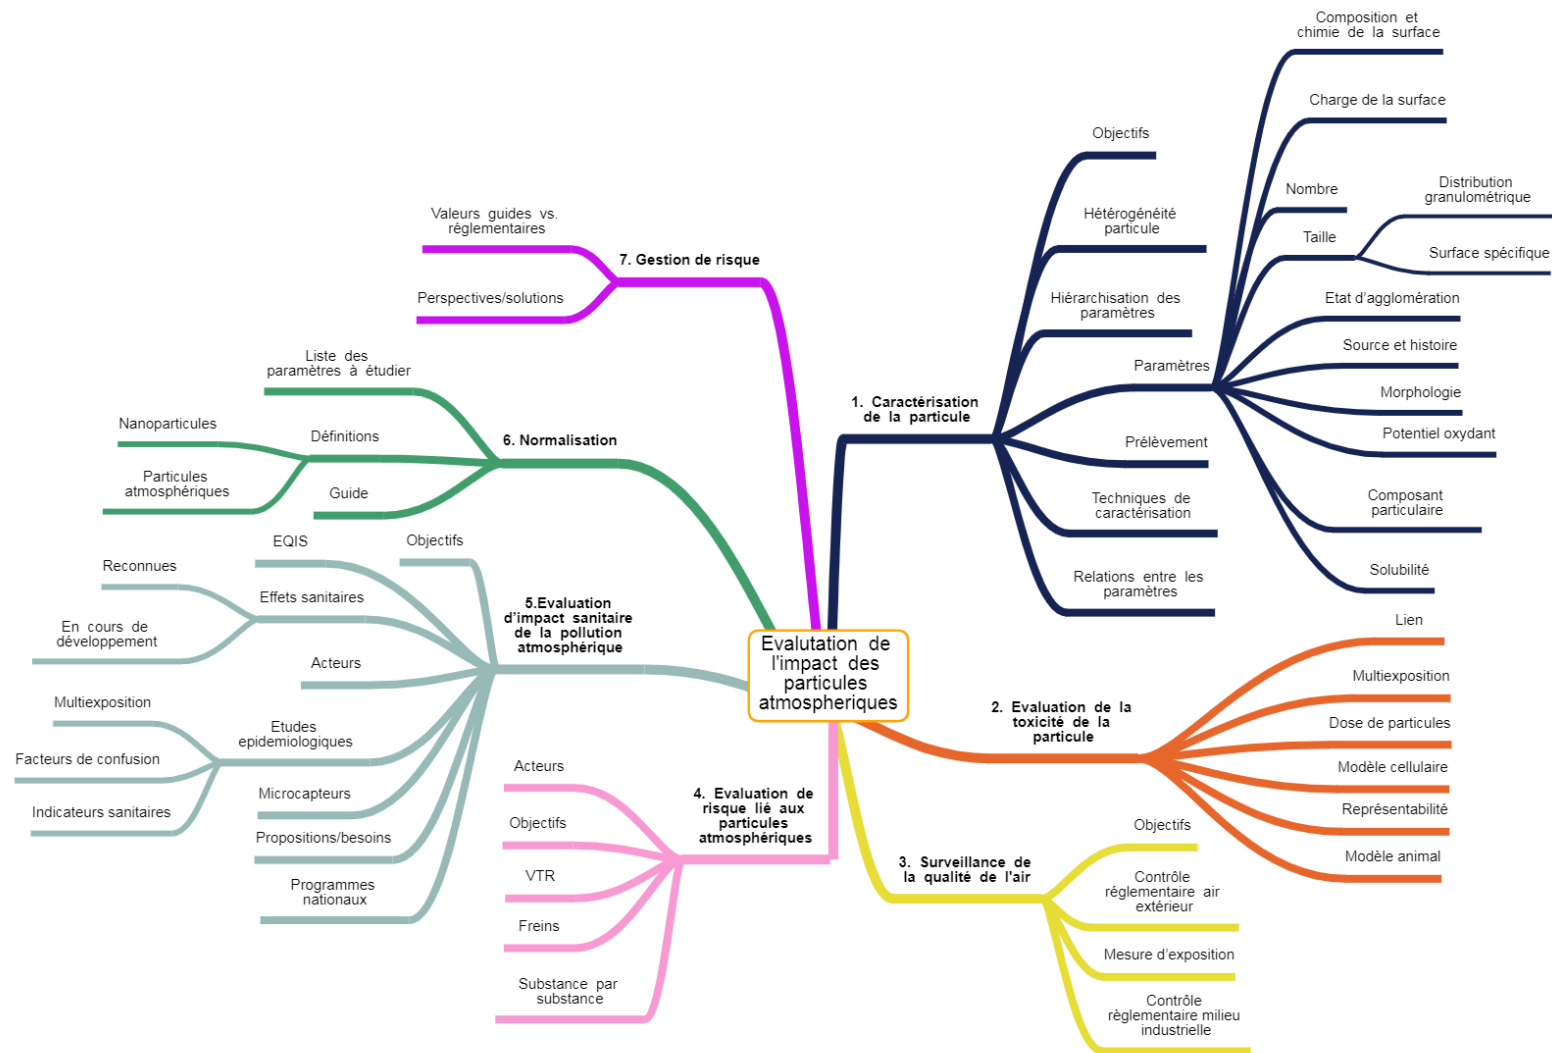 Evalutation de
l'impact des
particules
atmospheriques
1. Caractérisation
de la particule
Objectifs
Hétérogénéité
particule
Hiérarchisation des
paramètres
Paramètres
Composition et
chimie de la surface
Charge de la surface
Nombre
Taille
Distribution
granulométrique
Surface spécifique
Etat d'agglomération
Source et histoire
Morphologie
Potentiel oxydant
Composant
particulaire
Solubilité
Prélèvement
Techniques de
caractérisation
Relations entre les
paramètres
2. Evaluation de la
toxicité de la
particule
Lien
Multiexposition
Dose de particules
Modèle cellulaire
Représentabilité
Modèle animal
3. Surveillance de
la qualité de l'air
Objectifs
Contrôle
réglementaire air
extérieur
Mesure d'exposition
Contrôle
règlementaire milieu
industrielle
4. Evaluation de
risque lié aux
particules
atmosphériques
Acteurs
Objectifs
VTR
Freins
Substance par
substance
5.Evaluation
d'impact sanitaire
de la pollution
atmosphérique
Objectifs
EQIS
Effets sanitaires
Reconnues
En cours de
développement
Acteurs
Etudes
epidemiologiques
Multiexposition
Facteurs de confusion
Indicateurs sanitaires
Microcapteurs
Propositions/besoins
Programmes
nationaux
6. Normalisation
Liste des
paramètres à étudier
Définitions
Nanoparticules
Particules
atmosphériques
Guide
7. Gestion de risque
Valeurs guides vs.
réglementaires
Perspectives/solutions